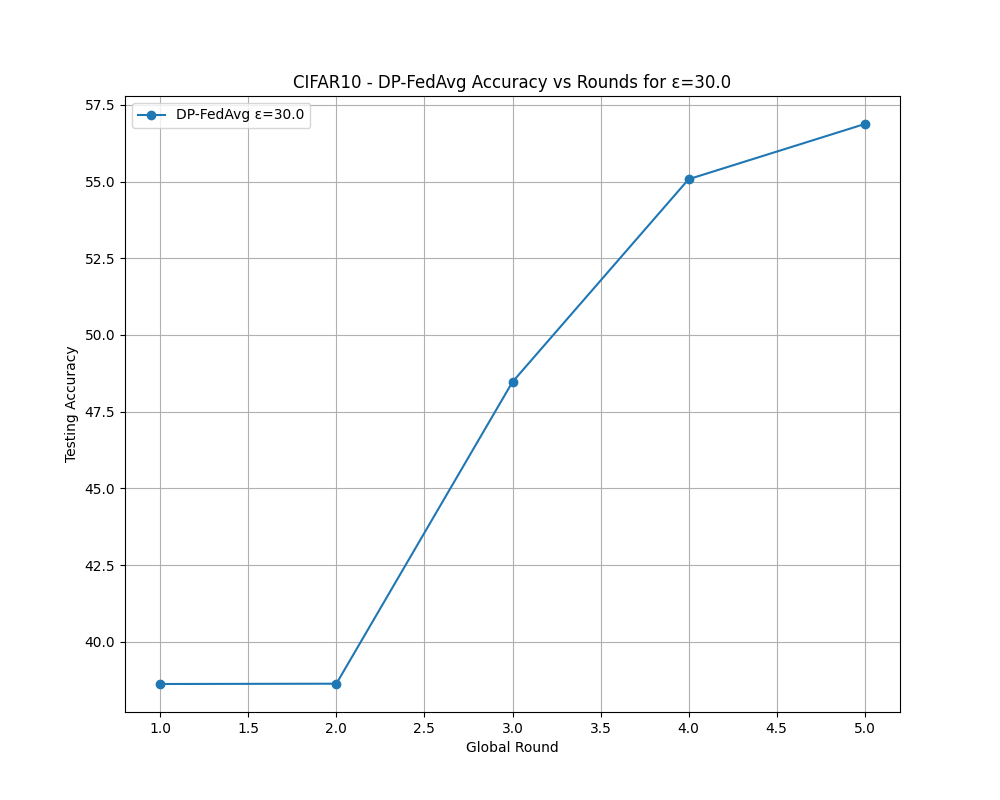 CIFAR10 - DP-FedAvg Accuracy vs Rounds for ε=30.0
DP-FedAvg ε=30.0
57.5
55.0
52.5
50.0
47.5
45.0
42.5
40.0
Testing Accuracy
1.0 1.5 2.0 2.5 3.0 3.5 4.0 4.5 5.0
Global Round